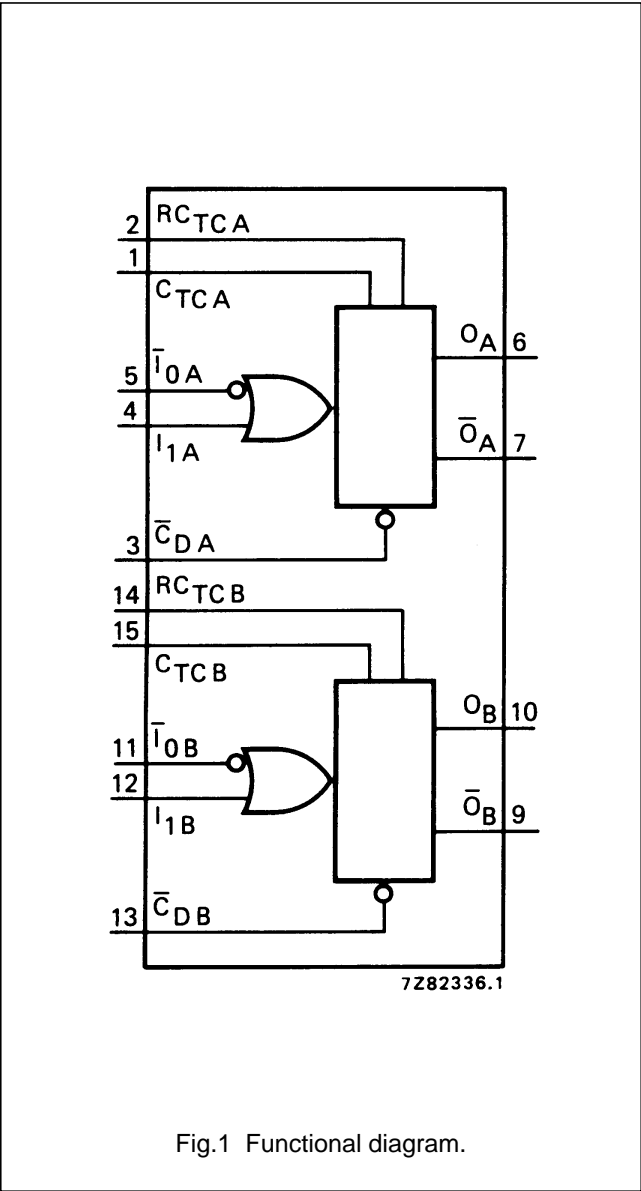 2 RCTCA
1
CTCA
OA 6
5 Ī0A
4
ŌA 7
I1A
3 C̄DA
14 RCTCB
15
CTCB
OB 10
11 Ī0B
12
ŌB 9
I1B
13 C̄DB
7Z82336.1
Fig.1 Functional diagram.